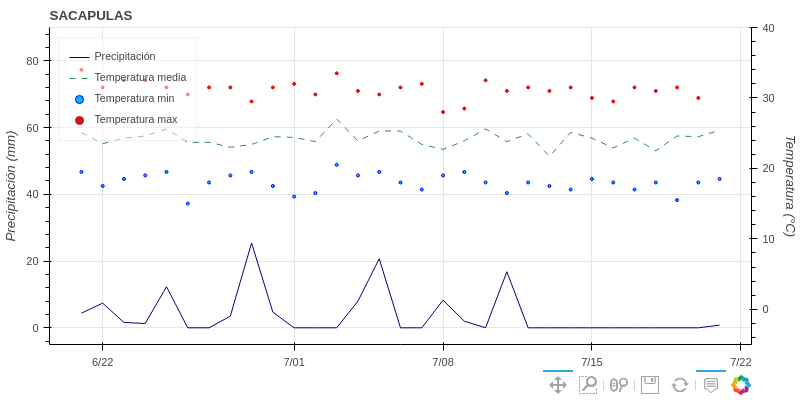 SACAPULAS
Precipitación
Temperatura media
Temperatura min
Temperatura max
Precipitación (mm)
80
60
40
20
0
Temperatura (°C)
40
30
20
10
0
6/22
7/01
7/08
7/15
7/22